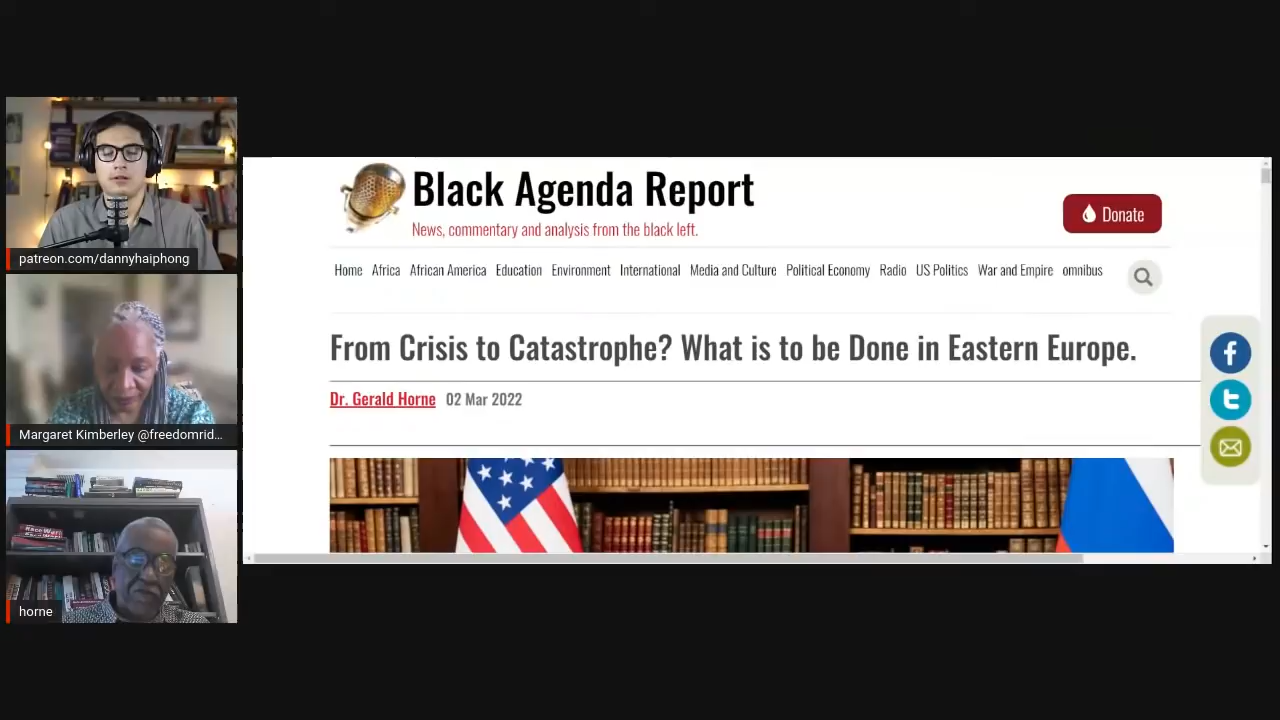 patreon.com/dannyhaiphong
Margaret Kimberley @freedomrid...
horne
Black Agenda Report
News, commentary and analysis from the black left.
Donate
Home Africa African America Education Environment International Media and Culture Political Economy Radio US Politics War and Empire omnibus
From Crisis to Catastrophe? What is to be Done in Eastern Europe.
Dr. Gerald Horne 02 Mar 2022